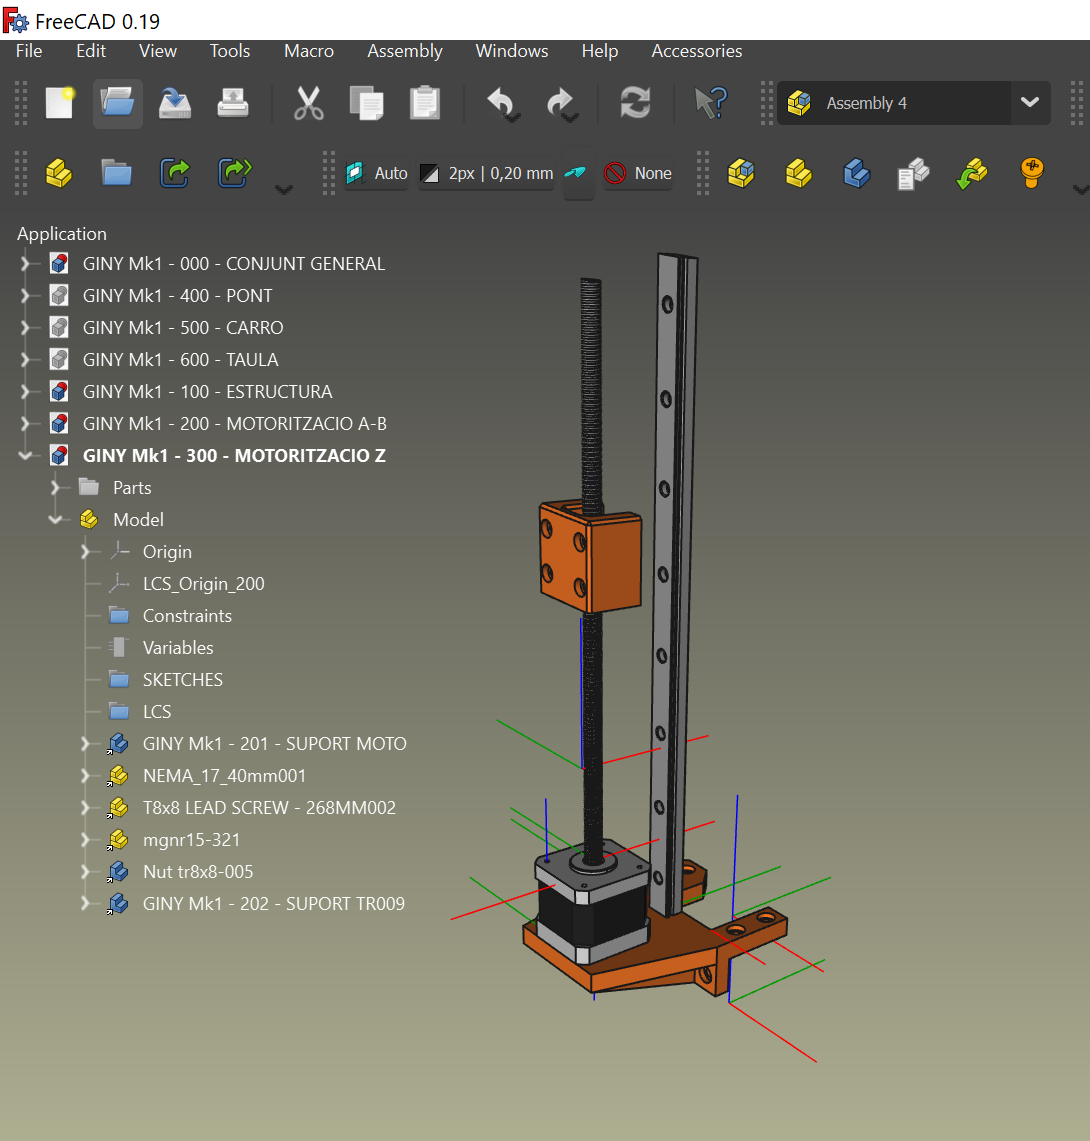 FreeCAD 0.19
File Edit View Tools Macro Assembly Windows Help Accessories
Assembly 4
Auto 2px | 0,20 mm None
Application
GINY Mk1 - 000 - CONJUNT GENERAL
GINY Mk1 - 400 - PONT
GINY Mk1 - 500 - CARRO
GINY Mk1 - 600 - TAULA
GINY Mk1 - 100 - ESTRUCTURA
GINY Mk1 - 200 - MOTORITZACIO A-B
GINY Mk1 - 300 - MOTORITZACIO Z
Parts
Model
Origin
LCS_Origin_200
Constraints
Variables
SKETCHES
LCS
GINY Mk1 - 201 - SUPORT MOTO
NEMA_17_40mm001
T8x8 LEAD SCREW - 268MM002
mgnr15-321
Nut tr8x8-005
GINY Mk1 - 202 - SUPORT TR009